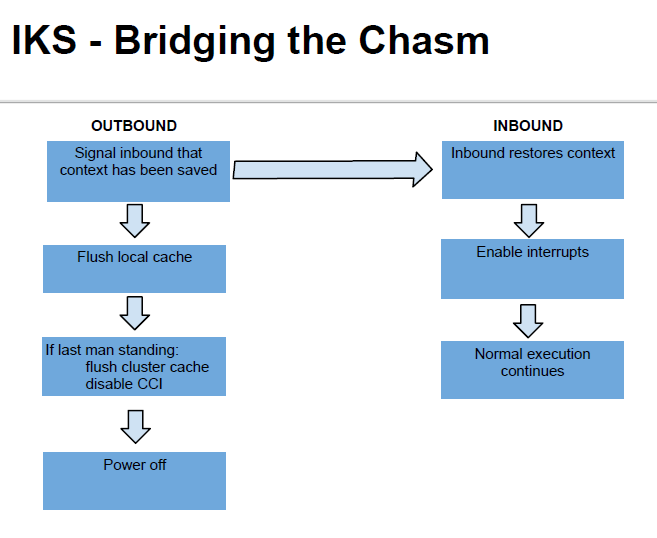 IKS - Bridging the Chasm
OUTBOUND
Signal inbound that
context has been saved
Flush local cache
If last man standing:
flush cluster cache
disable CCI
Power off
INBOUND
Inbound restores context
Enable interrupts
Normal execution
continues